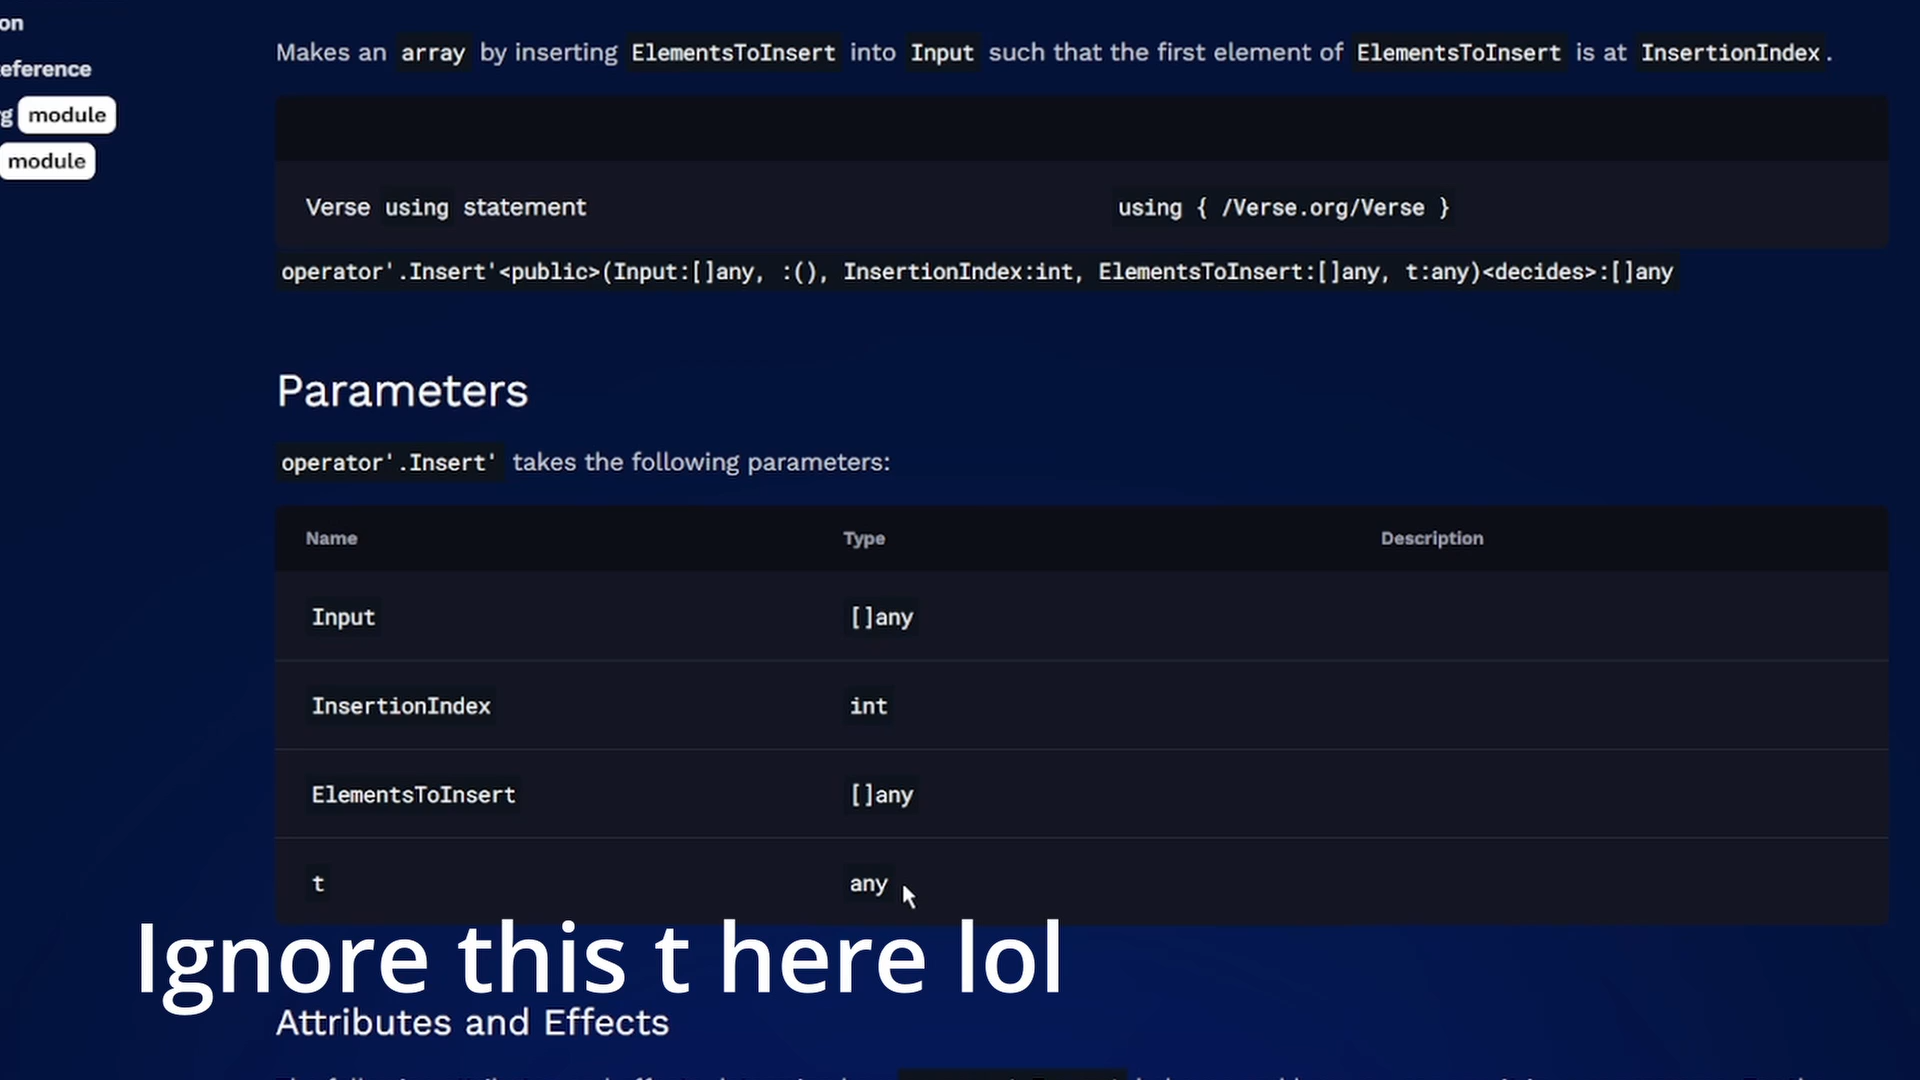 on
eference
g module
module
Makes an array by inserting ElementsToInsert into Input such that the first element of ElementsToInsert is at InsertionIndex.
Verse using statement using { /Verse.org/Verse }
operator'.Insert'<public>(Input:[]any, :(), InsertionIndex:int, ElementsToInsert:[]any, t:any)<decides>:[]any
Parameters
operator'.Insert' takes the following parameters:
Name Type Description
Input []any
InsertionIndex int
ElementsToInsert []any
t any
Ignore this t here lol
Attributes and Effects